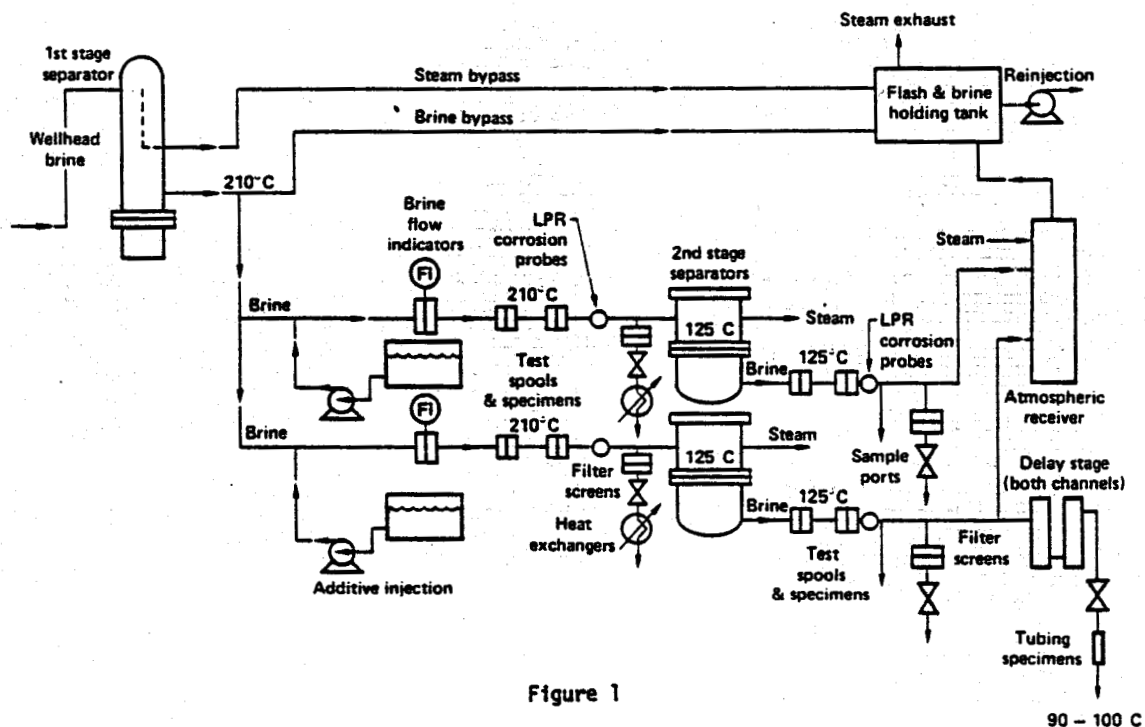 Steam exhaust
1st stage
separator
Steam bypass
Flash & brine
holding tank
Reinjection
Brine bypass
Wellhead
brine
210°C
Brine
flow
indicators
LPR
corrosion
probes
2nd stage
separators
Steam
FI
210°C
Brine
125 C
Steam
LPR
corrosion
probes
125°C
Brine
Test
spools
& specimens
Atmospheric
receiver
FI
210°C
Brine
125 C
Steam
Filter
screens
Sample
ports
Delay stage
(both channels)
125°C
Brine
Heat
exchangers
Test
spools
& specimens
Filter
screens
Additive injection
Tubing
specimens
Figure 1
90 – 100 C